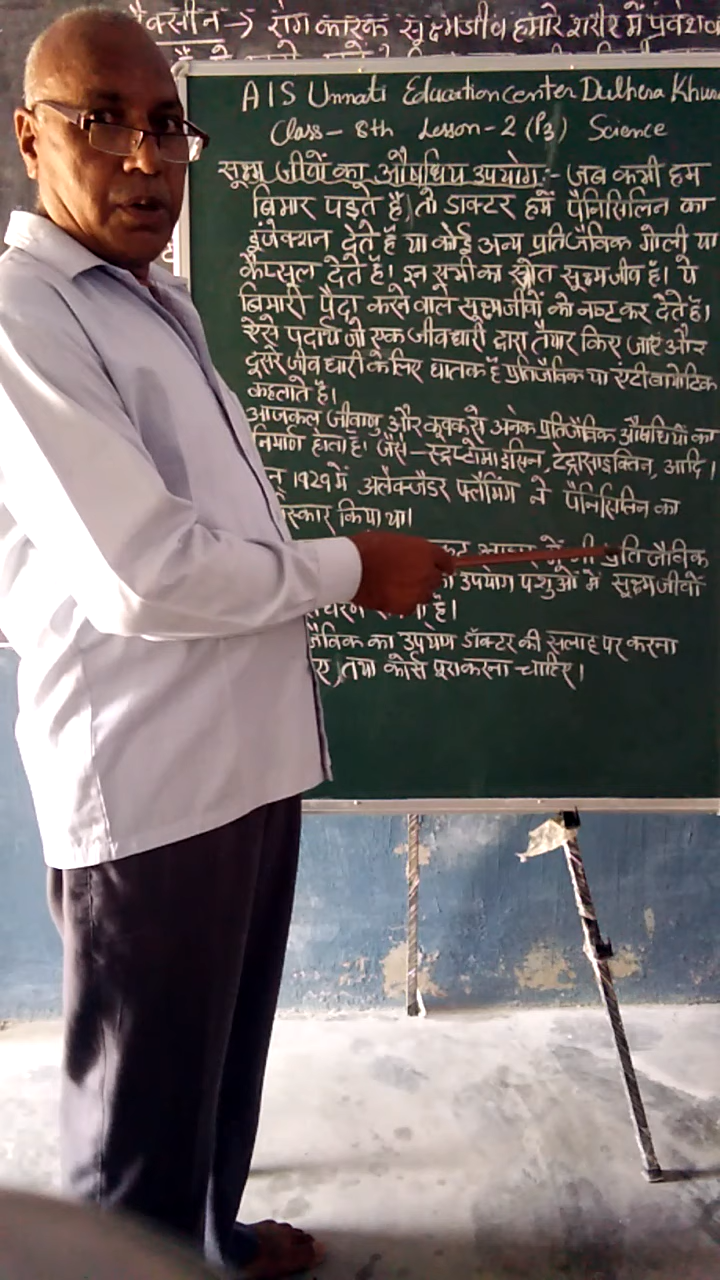 वैक्सीन → रोग कारक सूक्ष्मजीव हमारे शरीर में प्रवेशक
AIS Unnati Education center Dulhera Khur
Class - 8th Lesson - 2 (P3) Science
सूक्ष्म जीवों का औषधिय उपयोग :- जब कभी हम
बिमार पड़ते हैं, तो डाक्टर हमें पैनिसिलिन का
इंजेक्शन देते हैं या कोई अन्य प्रतिजैविक गोली या
कैप्सूल देते हैं। इन सभी का स्त्रोत सूक्ष्मजीव हैं। ये
बिमारी पैदा करने वाले सूक्ष्मजीवों को नष्ट कर देते हैं।
ऐसे पदार्थ जो एक जीवधारी द्वारा तैयार किए जाएं और
दूसरे जीव धारी के लिए घातक हैं प्रतिजैविक या एंटीबायोटिक
कहलाते हैं।
आजकल जीवाणु और कवक से अनेक प्रतिजैविक औषधियों का
निर्माण होता है। जैसे - स्ट्रेप्टोमाइसिन, टेट्रासाइक्लिन, आदि।
न् 1929 में अलैक्जैंडर फ्लैमिंग ने पैनिसिलिन का
स्कार किया था।
में भी प्रतिजैविक
उपयोग पशुओं में सूक्ष्मजीवों
है।
जैविक का उपयोग डॉक्टर की सलाह पर करना
ए, तथा कोर्स पूरा करना चाहिए।